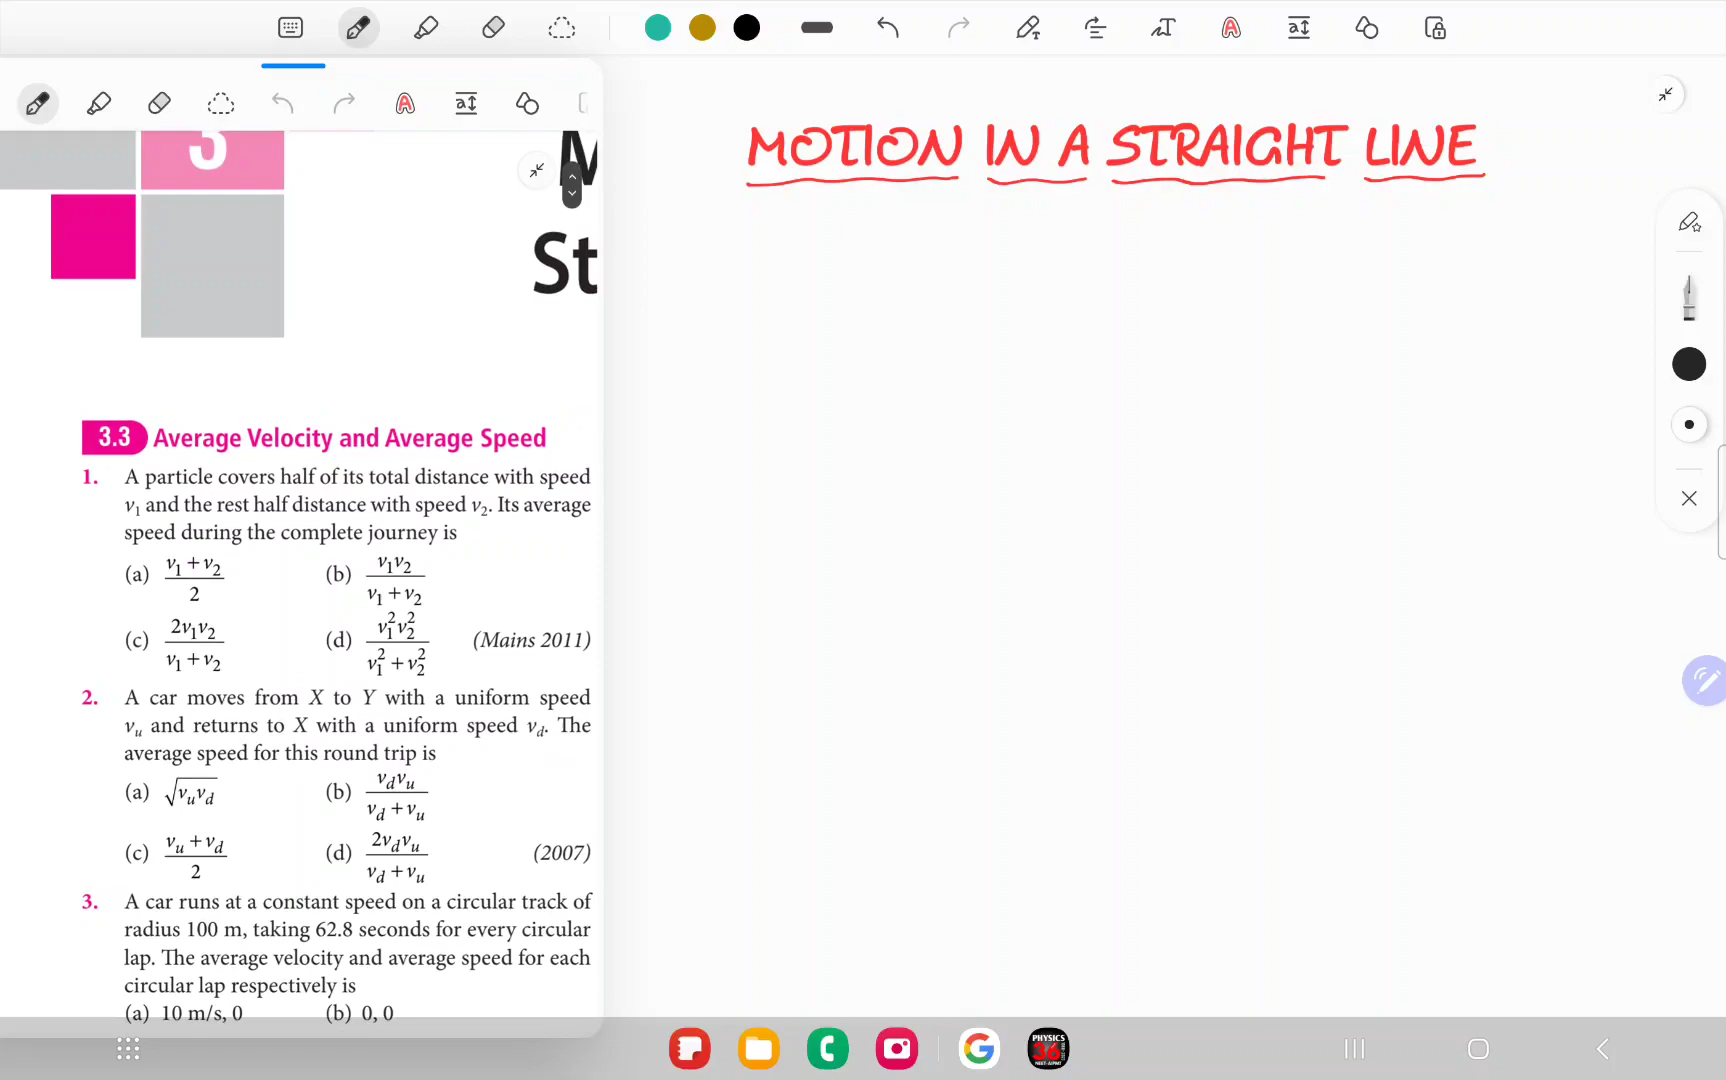 MOTION IN A STRAIGHT LINE
3
St
3.3 Average Velocity and Average Speed
1. A particle covers half of its total distance with speed
v₁ and the rest half distance with speed v₂. Its average
speed during the complete journey is
(a) (v₁ + v₂)/2 (b) v₁v₂/(v₁ + v₂)
(c) 2v₁v₂/(v₁ + v₂) (d) v₁²v₂²/(v₁² + v₂²) (Mains 2011)
2. A car moves from X to Y with a uniform speed
vᵤ and returns to X with a uniform speed v_d. The
average speed for this round trip is
(a) √(vᵤv_d) (b) v_dvᵤ/(v_d + vᵤ)
(c) (vᵤ + v_d)/2 (d) 2v_dvᵤ/(v_d + vᵤ) (2007)
3. A car runs at a constant speed on a circular track of
radius 100 m, taking 62.8 seconds for every circular
lap. The average velocity and average speed for each
circular lap respectively is
(a) 10 m/s, 0 (b) 0, 0
PHYSICS
36